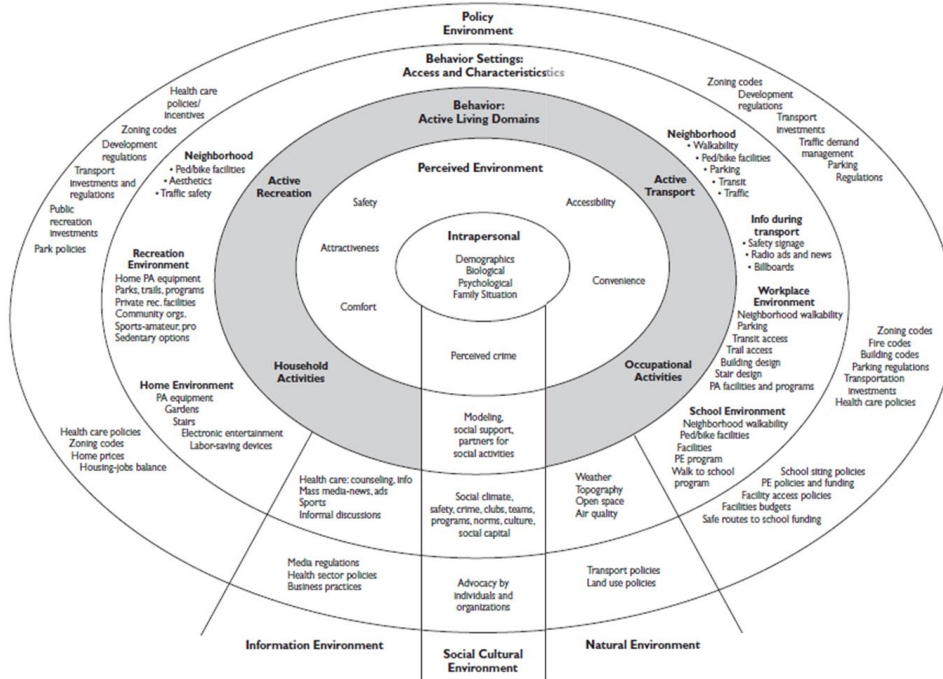 Policy
Environment
Behavior Settings:
Access and Characteristics
Behavior:
Active Living Domains
Perceived Environment
Intrapersonal
Demographics
Biological
Psychological
Family Situation
Safety
Attractiveness
Comfort
Accessibility
Convenience
Perceived crime
Active
Recreation
Active
Transport
Household
Activities
Occupational
Activities
Modeling,
social support,
partners for
social activities
Health care
policies/
incentives
Zoning codes
Development
regulations
Transport
investments and
regulations
Public
recreation
investments
Park policies
Neighborhood
• Ped/bike facilities
• Aesthetics
• Traffic safety
Recreation
Environment
Home PA equipment
Parks, trails, programs
Private rec. facilities
Community orgs.
Sports-amateur, pro
Sedentary options
Home Environment
PA equipment
Gardens
Stairs
Electronic entertainment
Labor-saving devices
Health care policies
Zoning codes
Home prices
Housing-jobs balance
Zoning codes
Development
regulations
Transport
investments
Traffic demand
management
Parking
Regulations
Neighborhood
• Walkability
• Ped/bike facilities
• Parking
• Transit
• Traffic
Info during
transport
• Safety signage
• Radio ads and news
• Billboards
Workplace
Environment
Neighborhood walkability
Parking
Transit access
Trail access
Building design
Stair design
PA facilities and programs
Zoning codes
Fire codes
Building codes
Parking regulations
Transportation
investments
Health care policies
School Environment
Neighborhood walkability
Ped/bike facilities
Facilities
PE program
Walk to school
program
School siting policies
PE policies and funding
Facility access policies
Facilities budgets
Safe routes to school funding
Health care: counseling, info
Mass media-news, ads
Sports
Informal discussions
Social climate,
safety, crime, clubs, teams,
programs, norms, culture,
social capital
Weather
Topography
Open space
Air quality
Media regulations
Health sector policies
Business practices
Advocacy by
individuals and
organizations
Transport policies
Land use policies
Information Environment
Social Cultural
Environment
Natural Environment